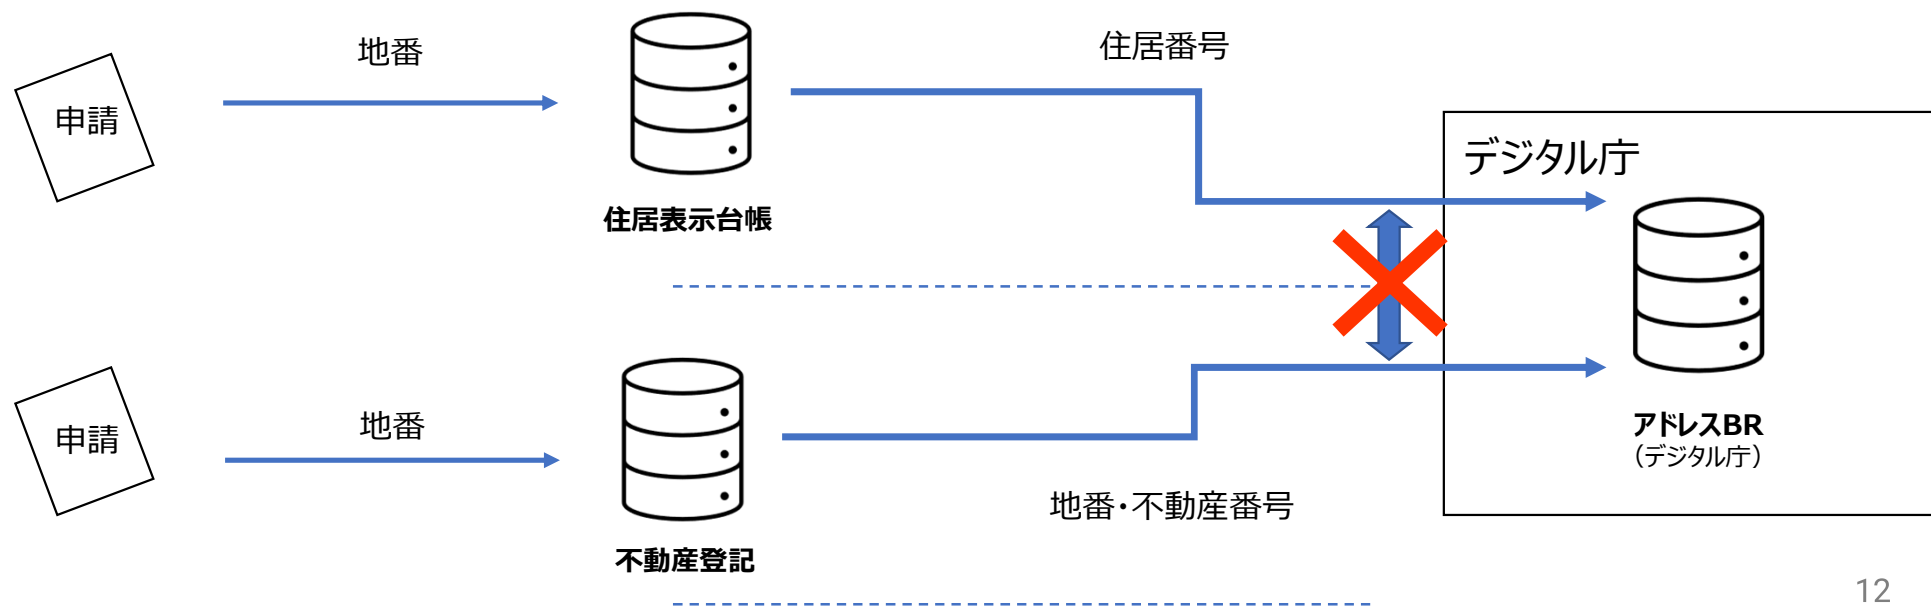 地番
住居番号
申請
デジタル庁
住居表示台帳
地番
申請
アドレスBR
（デジタル庁）
地番・不動産番号
不動産登記
12